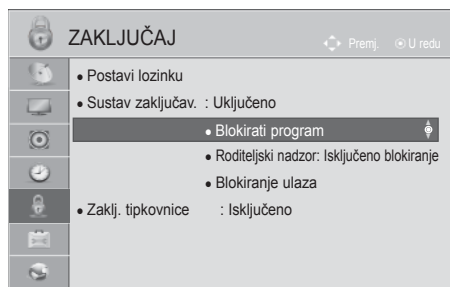 ZAKLJUČAJ
Premj. U redu
• Postavi lozinku
• Sustav zaključav. : Uključeno
• Blokirati program
• Roditeljski nadzor: Isključeno blokiranje
• Blokiranje ulaza
• Zaklj. tipkovnice : Isključeno